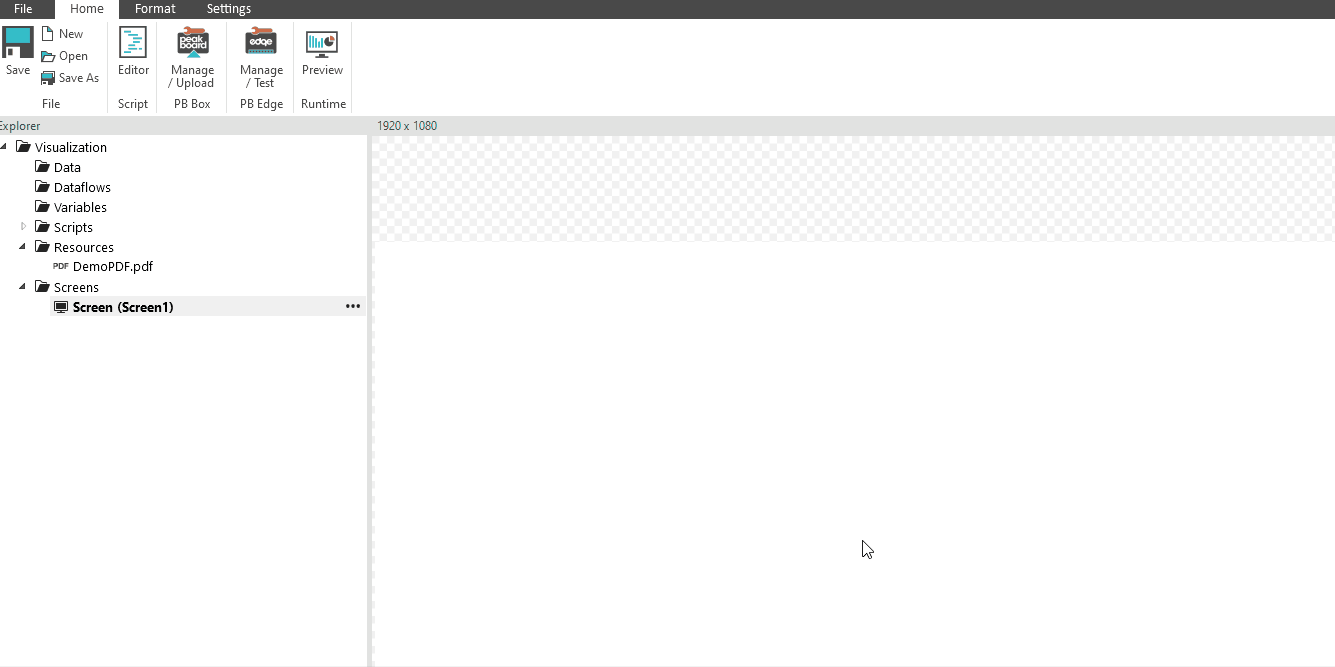 File Home Format Settings
New
Open
Save As
Save
File
Editor
Script
peak
board
Manage
/ Upload
PB Box
edge
Manage
/ Test
PB Edge
Preview
Runtime
Explorer
1920 x 1080
Visualization
Data
Dataflows
Variables
Scripts
Resources
PDF DemoPDF.pdf
Screens
Screen (Screen1)